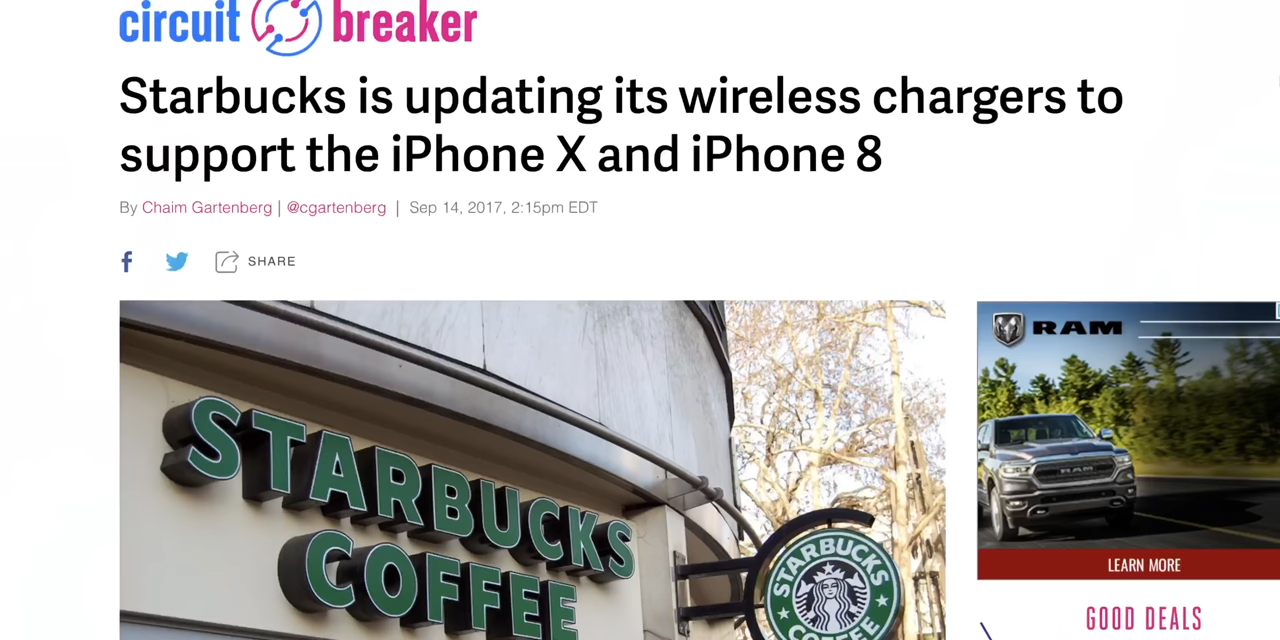 circuit breaker
Starbucks is updating its wireless chargers to
support the iPhone X and iPhone 8
By Chaim Gartenberg | @cgartenberg | Sep 14, 2017, 2:15pm EDT
SHARE
STARBUCKS
COFFEE
STARBUCKS
COFFEE
RAM
RAM
LEARN MORE
GOOD DEALS